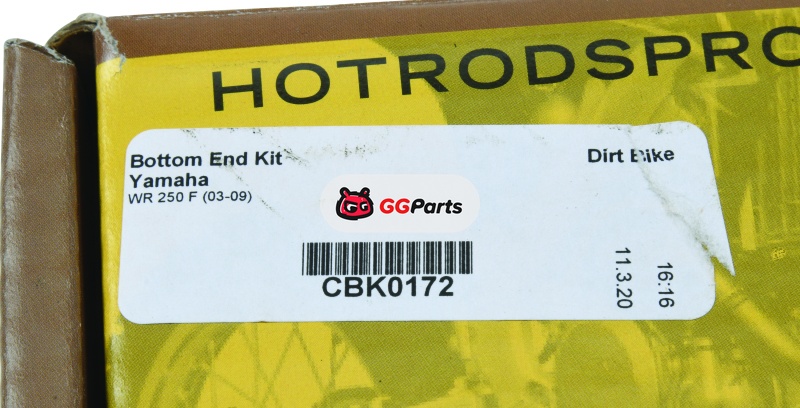 HOTRODSPRO
Bottom End Kit
Dirt Bike
Yamaha
WR 250 F (03-09)
GGParts
CBK0172
11.3.20
16:16